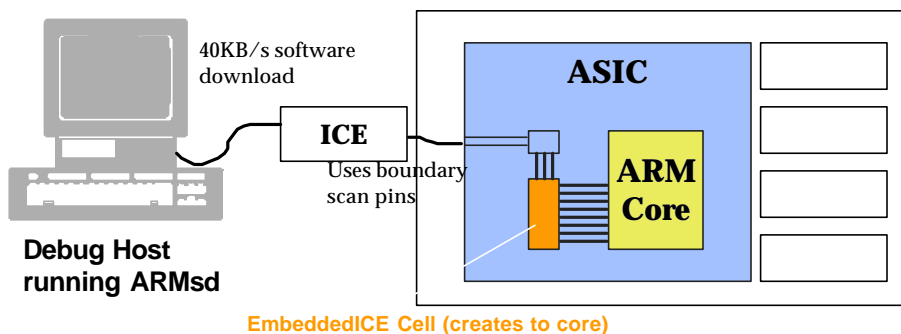 40KB/s software
download
ASIC
ICE
Uses boundary
scan pins
ARM
Core
Debug Host
running ARMsd
EmbeddedICE Cell (creates to core)